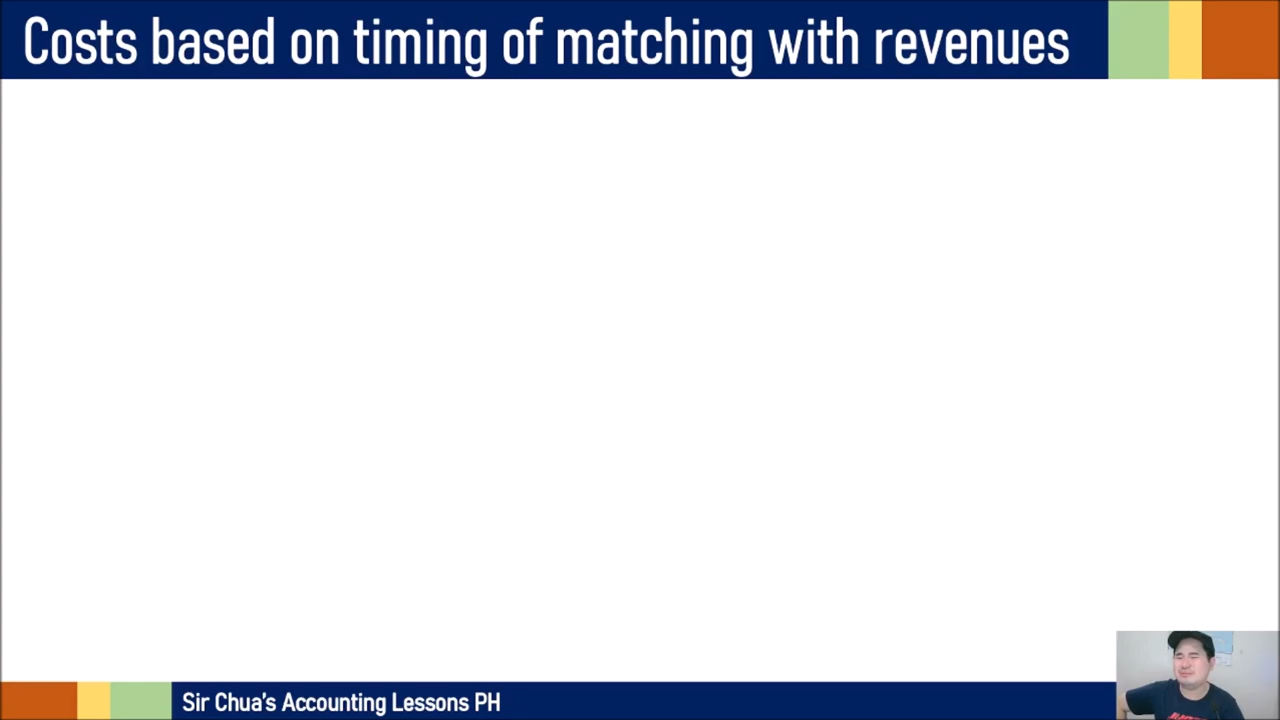 Costs based on timing of matching with revenues
Sir Chua's Accounting Lessons PH